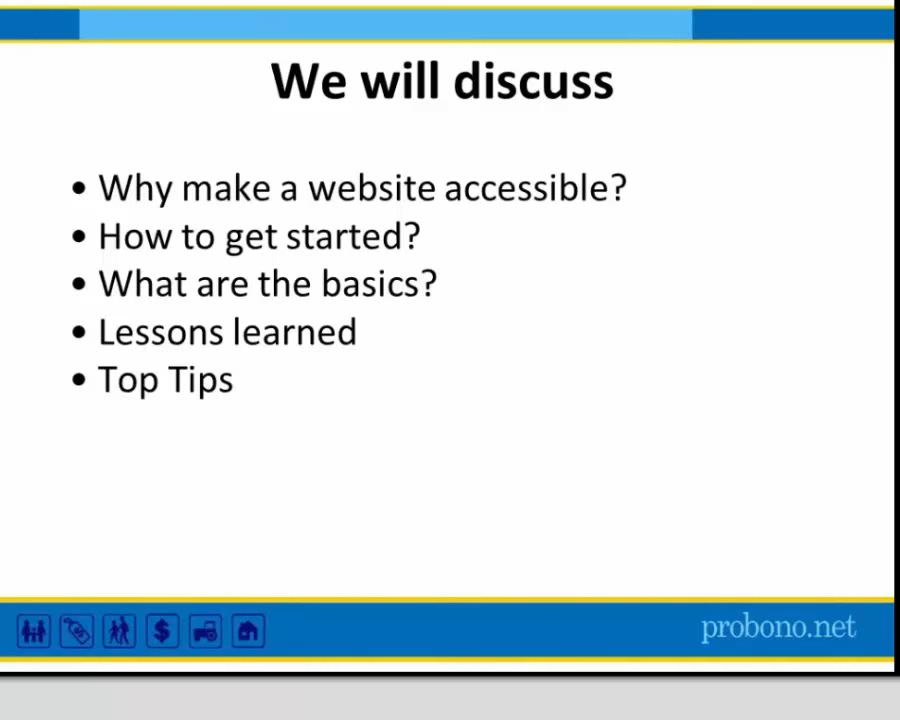 We will discuss
• Why make a website accessible?
• How to get started?
• What are the basics?
• Lessons learned
• Top Tips
$
probono.net